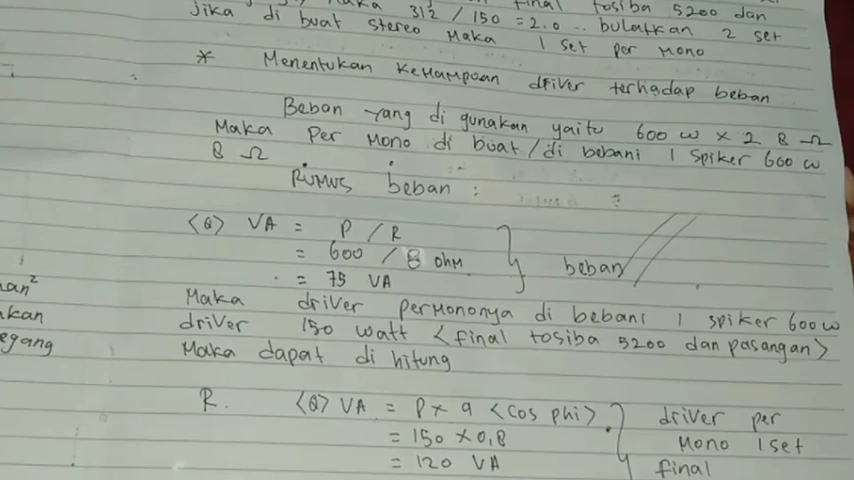 312 / 150 = 2.0 .. bulatkan 2 set
final tosiba 5200 dan
jika di buat stereo Maka 1 set per Mono
* Menentukan KeMampoan driver terhadap beban
Beban yang di gunakan yaitu 600 w x 2 8 Ω
Maka Per Mono di buat / di bebani 1 spiker 600 w
8 Ω
RUMUS beban :
<Q> VA = P / R
= 600 / 8 ohM
= 75 VA
beban
Maka driver perMononya di bebani 1 spiker 600 w
driver 150 watt <final tosiba 5200 dan pasangan>
Maka dapat di hitung
R. <Q> VA = P x a <cos phi>.
= 150 x 0,8
= 120 VA
driver per
Mono 1 set
final
an²
akan
egang